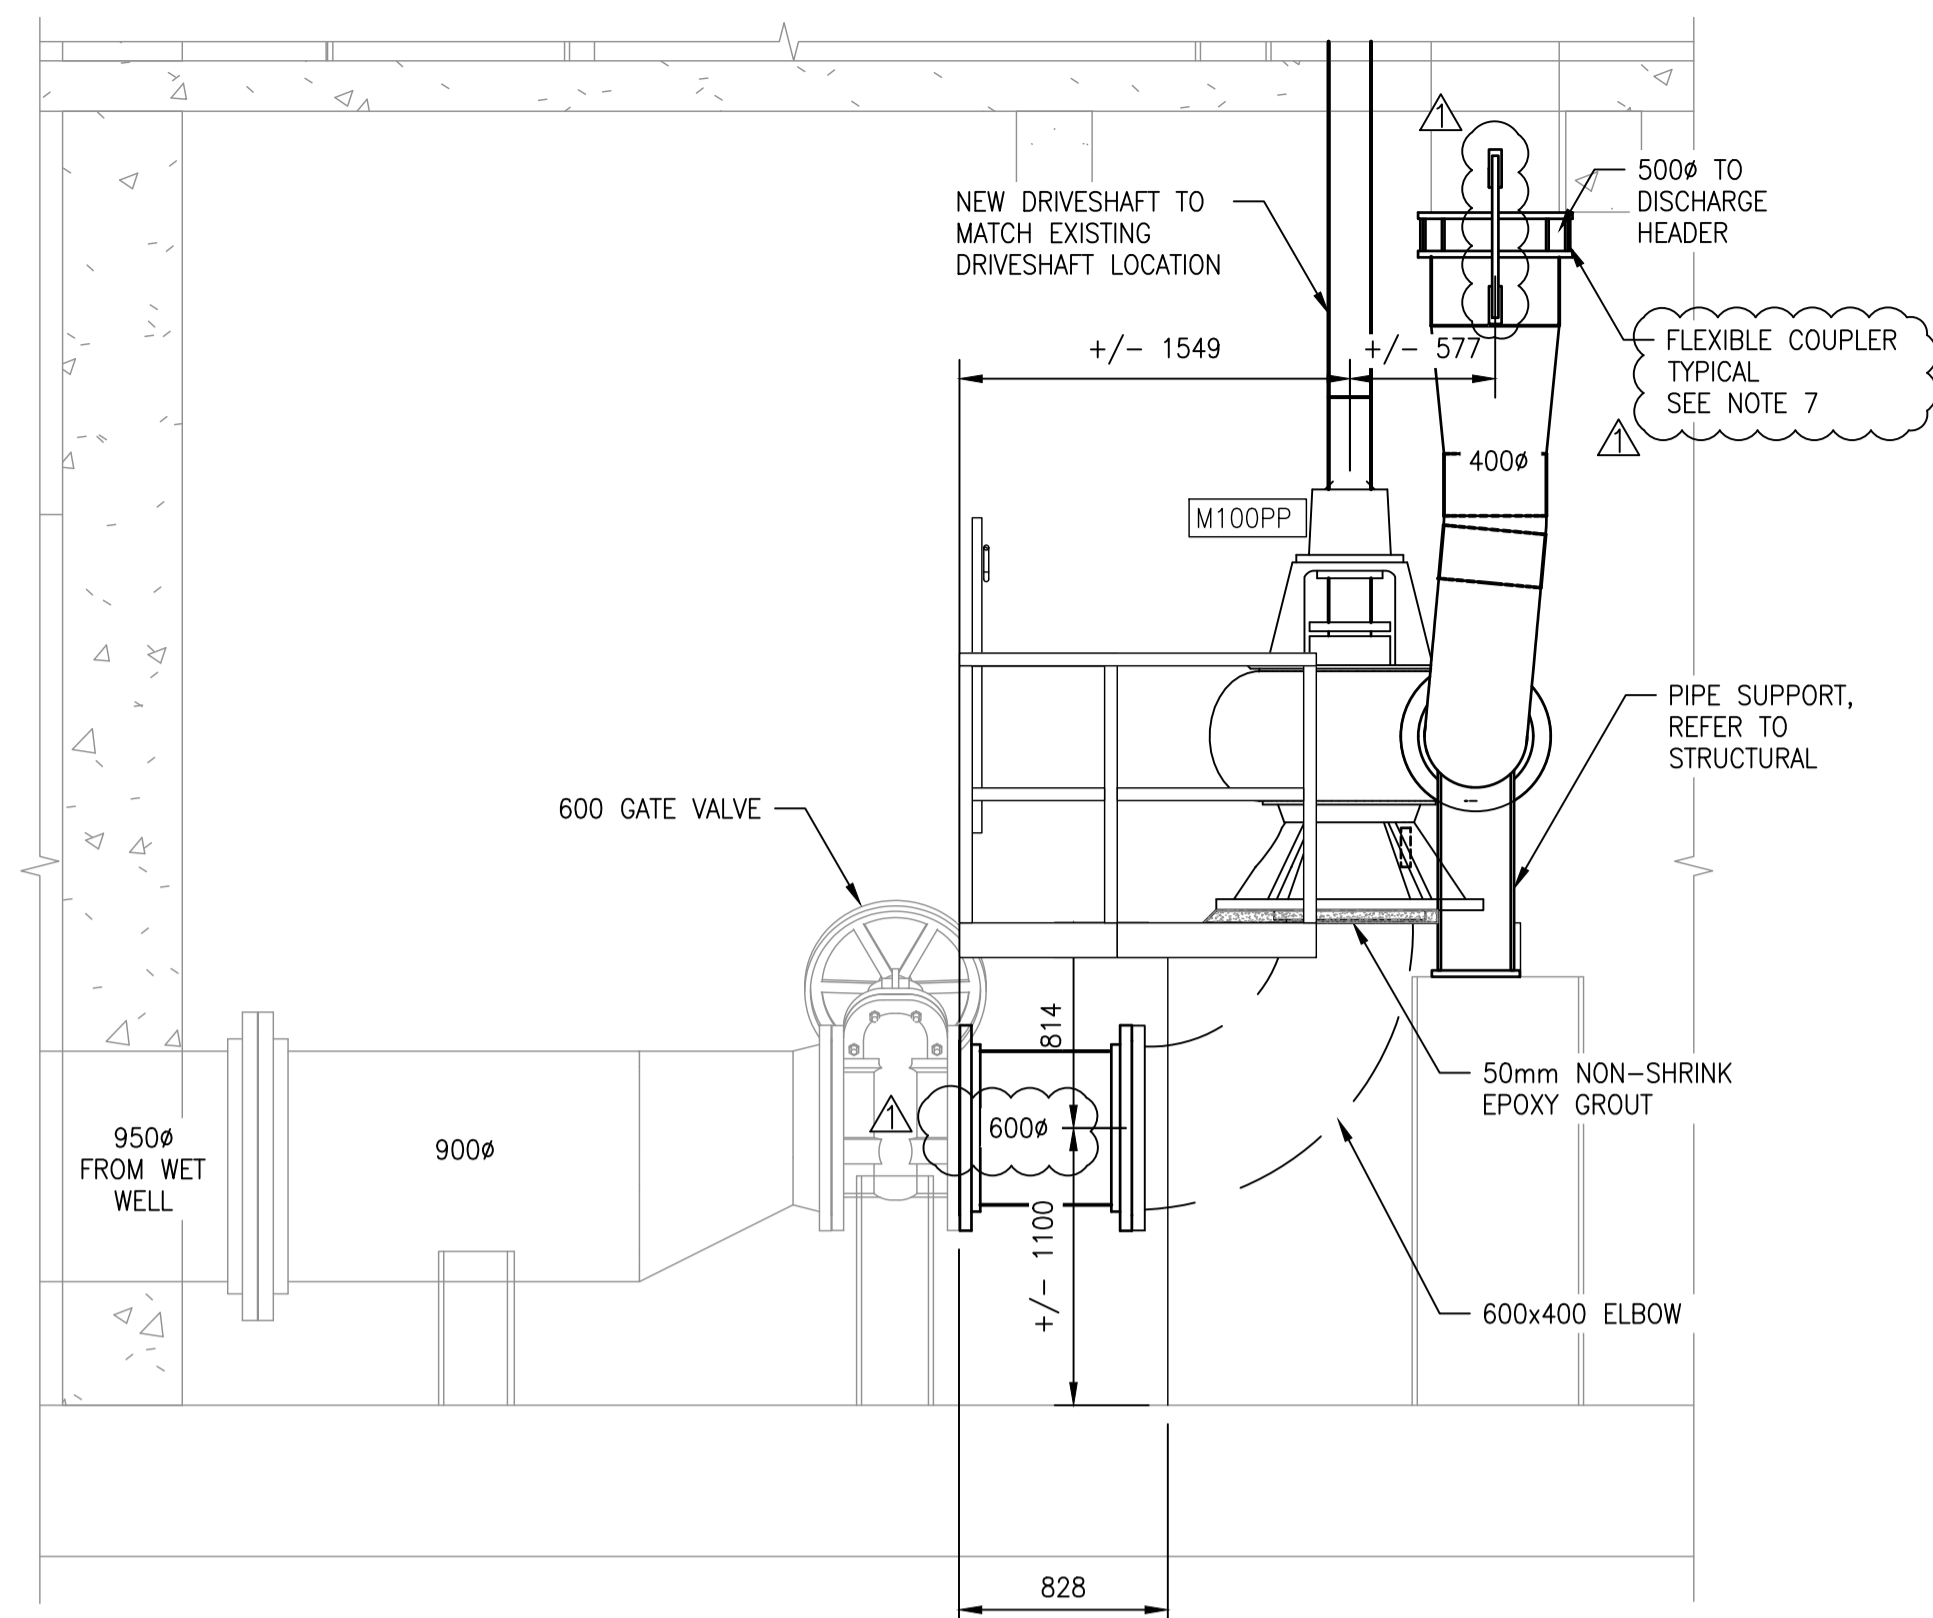 1
500ø TO
DISCHARGE
HEADER
NEW DRIVESHAFT TO
MATCH EXISTING
DRIVESHAFT LOCATION
+/- 1549
+/- 577
FLEXIBLE COUPLER
TYPICAL
SEE NOTE 7
1
400ø
M100PP
PIPE SUPPORT,
REFER TO
STRUCTURAL
600 GATE VALVE
814
50mm NON-SHRINK
EPOXY GROUT
1
600ø
950ø
FROM WET
WELL
900ø
+/- 1100
600x400 ELBOW
828